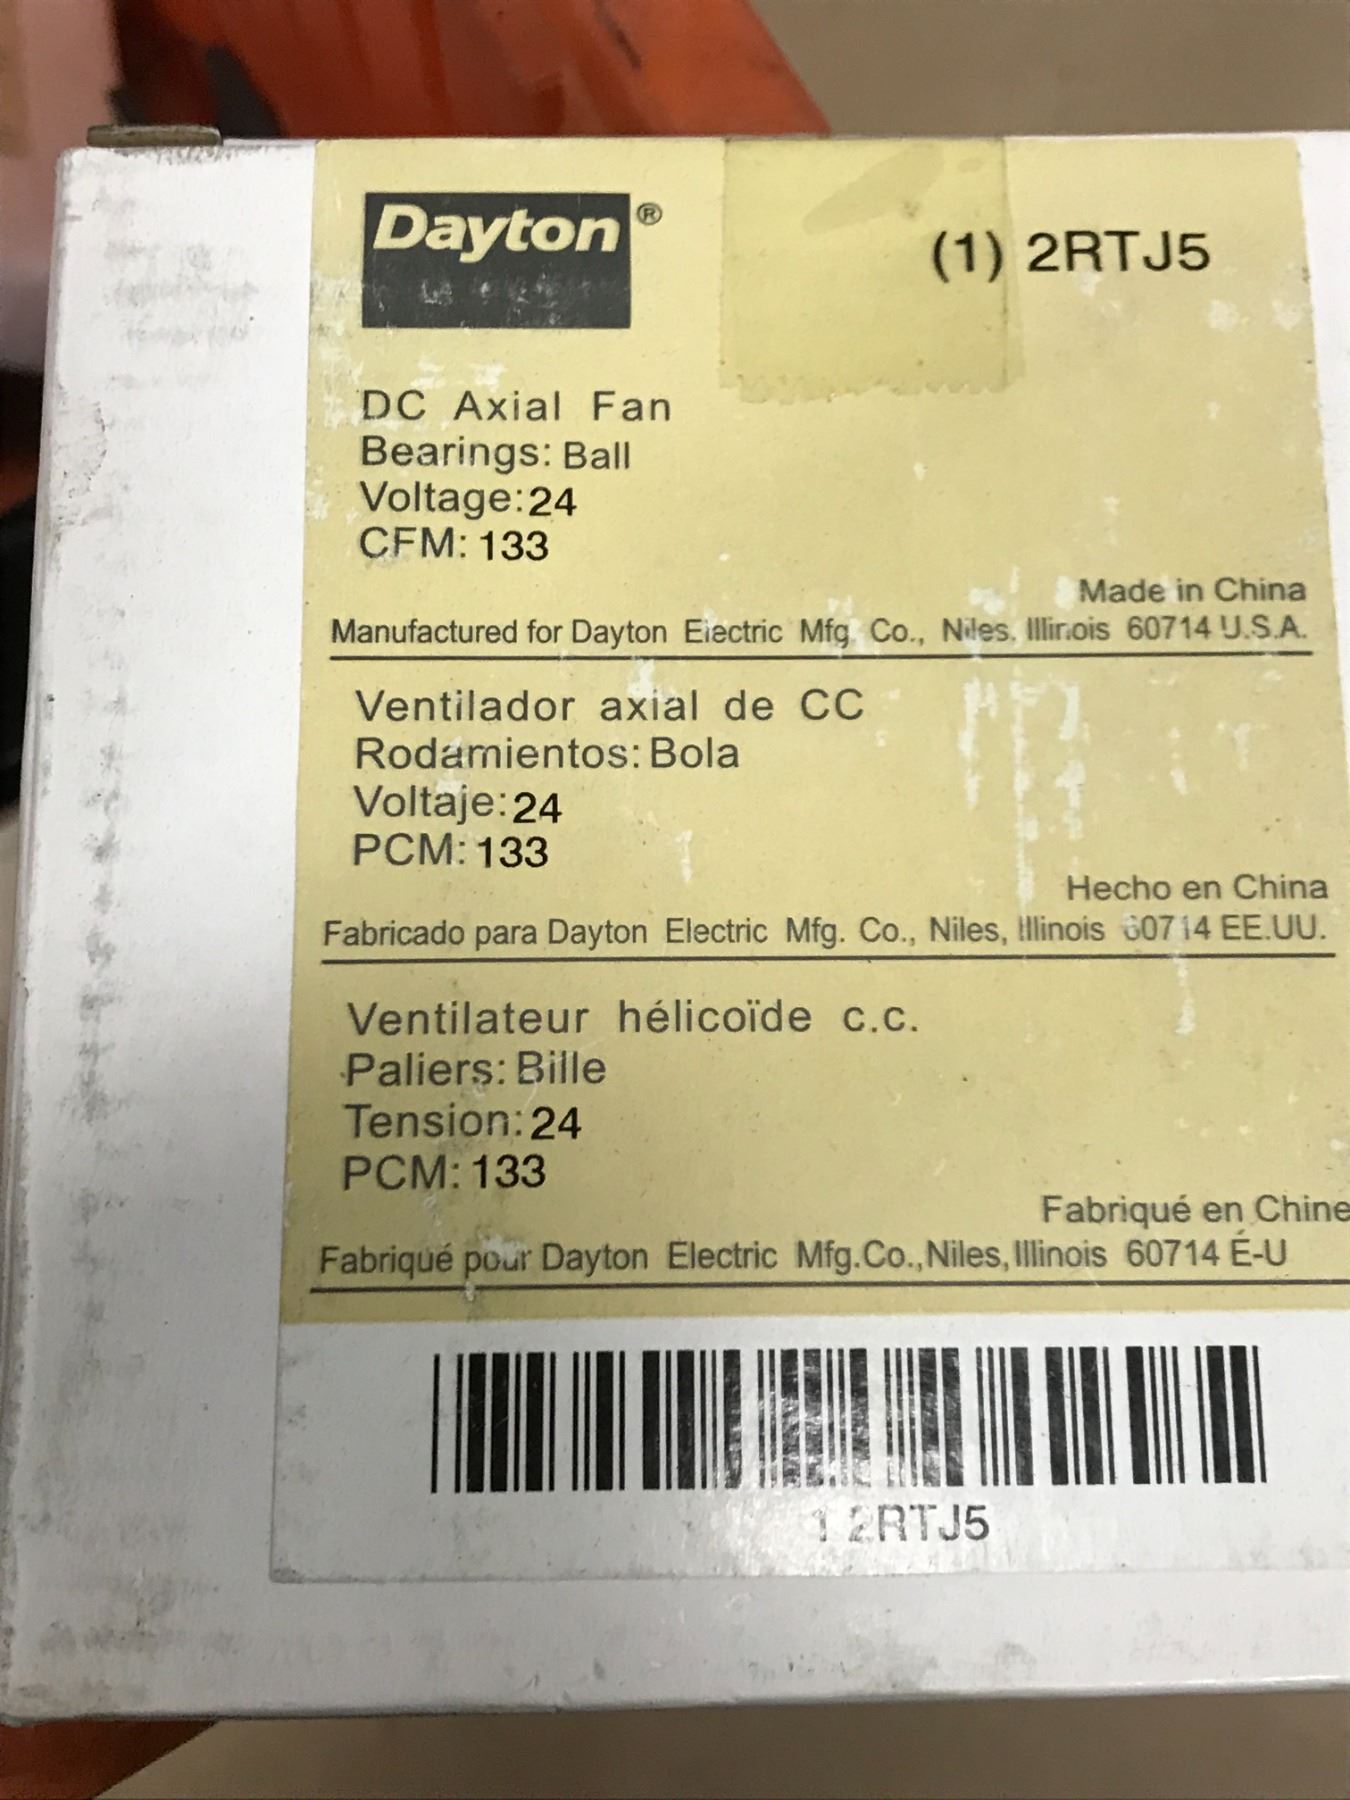 Dayton®
(1) 2RTJ5
DC Axial Fan
Bearings: Ball
Voltage: 24
CFM: 133
Made in China
Manufactured for Dayton Electric Mfg. Co., Niles, Illinois 60714 U.S.A.
Ventilador axial de CC
Rodamientos: Bola
Voltaje: 24
PCM: 133
Hecho en China
Fabricado para Dayton Electric Mfg. Co., Niles, Illinois 60714 EE.UU.
Ventilateur hélicoïde c.c.
Paliers: Bille
Tension: 24
PCM: 133
Fabriqué en Chine
Fabriqué pour Dayton Electric Mfg.Co., Niles, Illinois 60714 É-U
1 2RTJ5